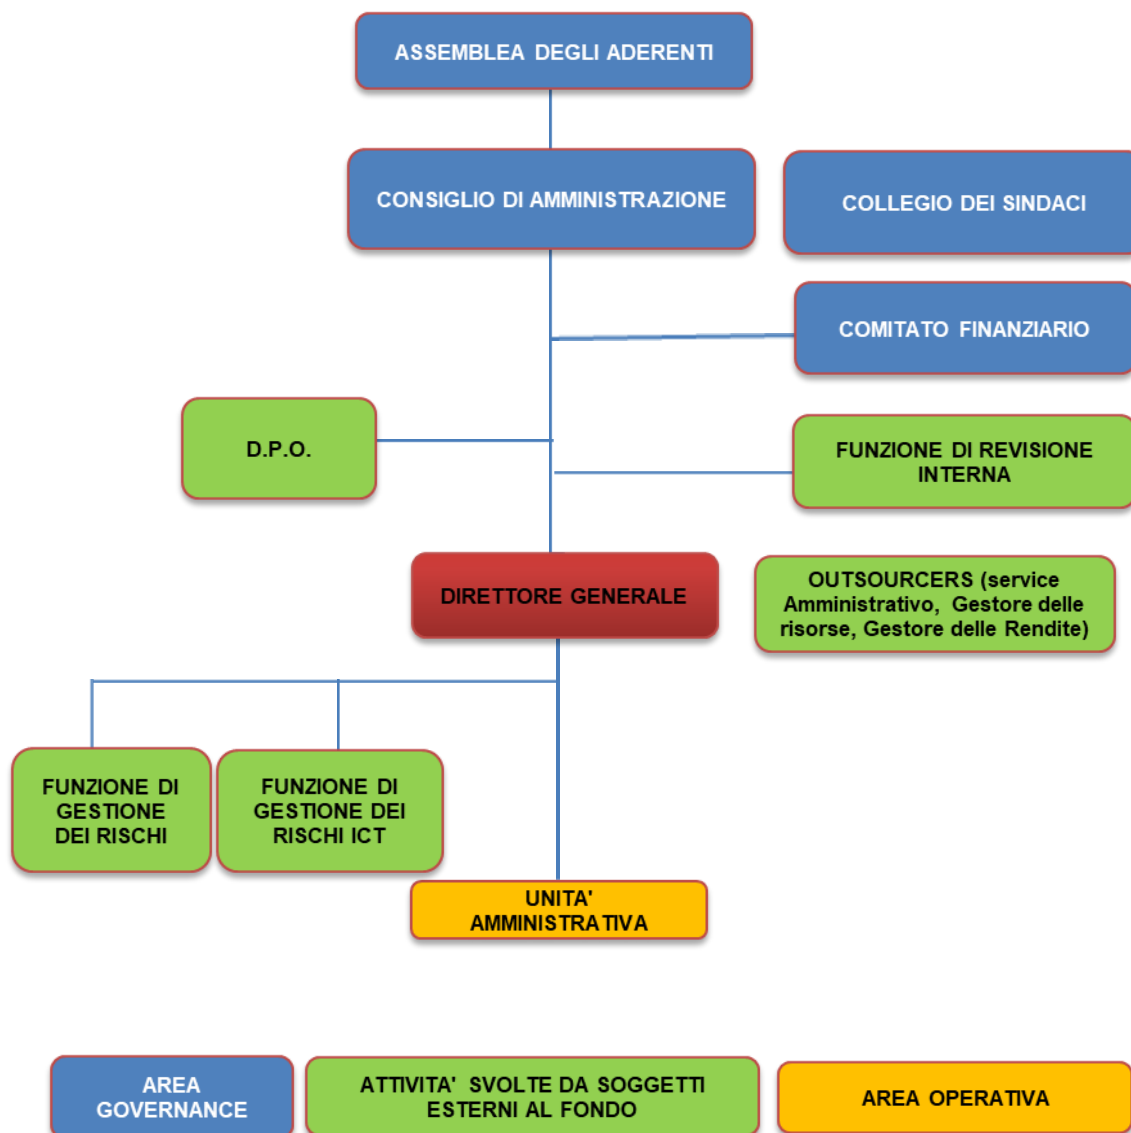 ASSEMBLEA DEGLI ADERENTI
CONSIGLIO DI AMMINISTRAZIONE
COLLEGIO DEI SINDACI
COMITATO FINANZIARIO
D.P.O.
FUNZIONE DI REVISIONE
INTERNA
DIRETTORE GENERALE
OUTSOURCERS (service
Amministrativo, Gestore delle
risorse, Gestore delle Rendite)
FUNZIONE DI
GESTIONE
DEI RISCHI
FUNZIONE DI
GESTIONE DEI
RISCHI ICT
UNITA'
AMMINISTRATIVA
AREA
GOVERNANCE
ATTIVITA' SVOLTE DA SOGGETTI
ESTERNI AL FONDO
AREA OPERATIVA